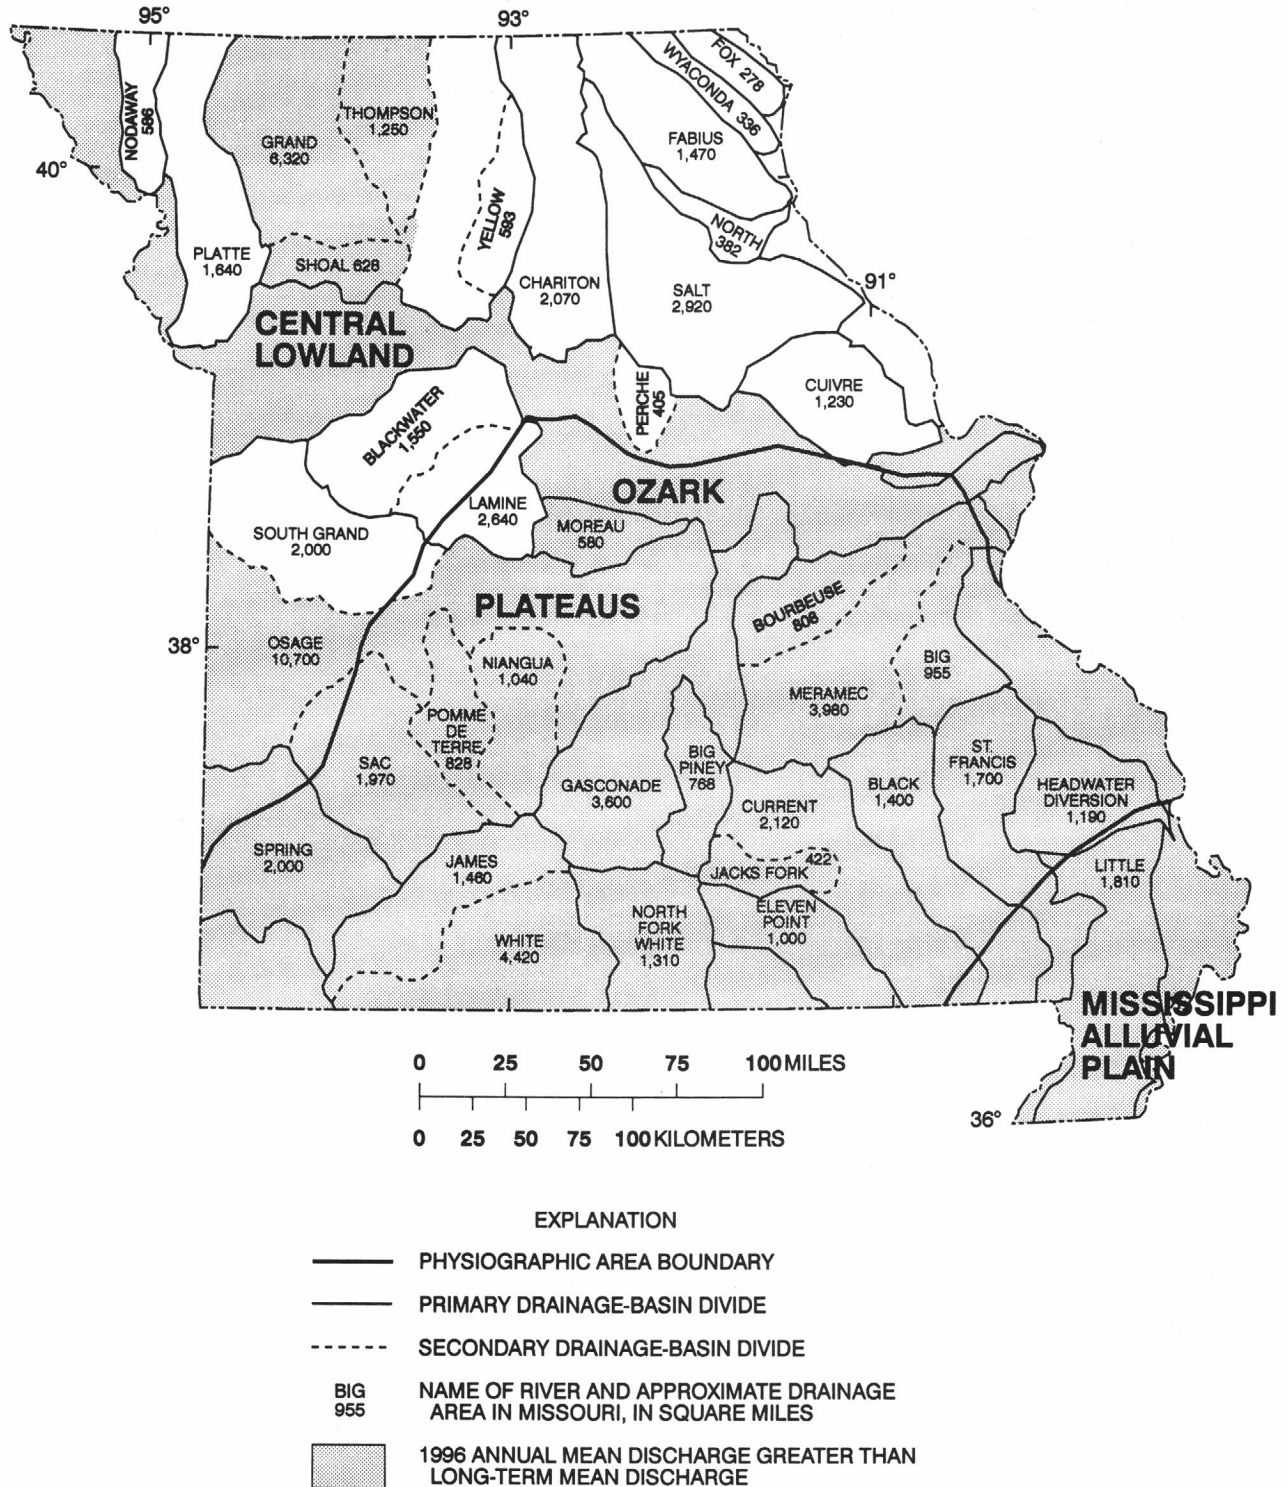 95°
93°
NODAWAY
586
GRAND
6,320
THOMPSON
1,250
FOX 278
WYACONDA 336
FABIUS
1,470
40°
YELLOW
593
NORTH
382
PLATTE
1,640
SHOAL 628
CHARITON
2,070
SALT
2,920
91°
CENTRAL
LOWLAND
BLACKWATER
1,550
PERCHE
405
CUIVRE
1,230
OZARK
LAMINE
2,640
MOREAU
580
SOUTH GRAND
2,000
PLATEAUS
BOURBEUSE
808
38°
OSAGE
10,700
NIANGUA
1,040
BIG
955
MERAMEC
3,980
POMME
DE
TERRE
828
SAC
1,970
BIG
PINEY
768
ST.
FRANCIS
1,700
GASCONADE
3,600
CURRENT
2,120
BLACK
1,400
HEADWATER
DIVERSION
1,190
SPRING
2,000
JAMES
1,460
JACKS FORK
422
LITTLE
1,810
WHITE
4,420
NORTH
FORK
WHITE
1,310
ELEVEN
POINT
1,000
MISSISSIPPI
ALLUVIAL
PLAIN
36°
0 25 50 75 100 MILES
0 25 50 75 100 KILOMETERS
EXPLANATION
PHYSIOGRAPHIC AREA BOUNDARY
PRIMARY DRAINAGE-BASIN DIVIDE
SECONDARY DRAINAGE-BASIN DIVIDE
BIG
955
NAME OF RIVER AND APPROXIMATE DRAINAGE
AREA IN MISSOURI, IN SQUARE MILES
1996 ANNUAL MEAN DISCHARGE GREATER THAN
LONG-TERM MEAN DISCHARGE